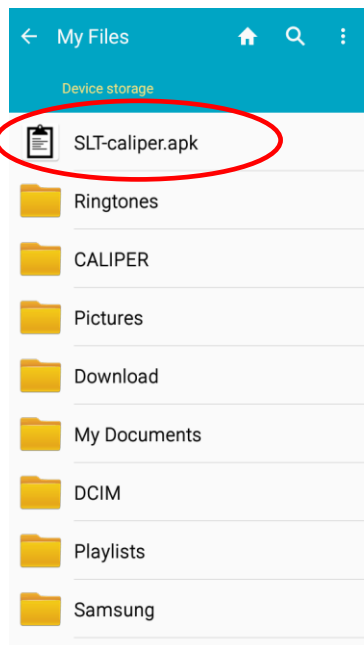 My Files
Device storage
SLT-caliper.apk
Ringtones
CALIPER
Pictures
Download
My Documents
DCIM
Playlists
Samsung